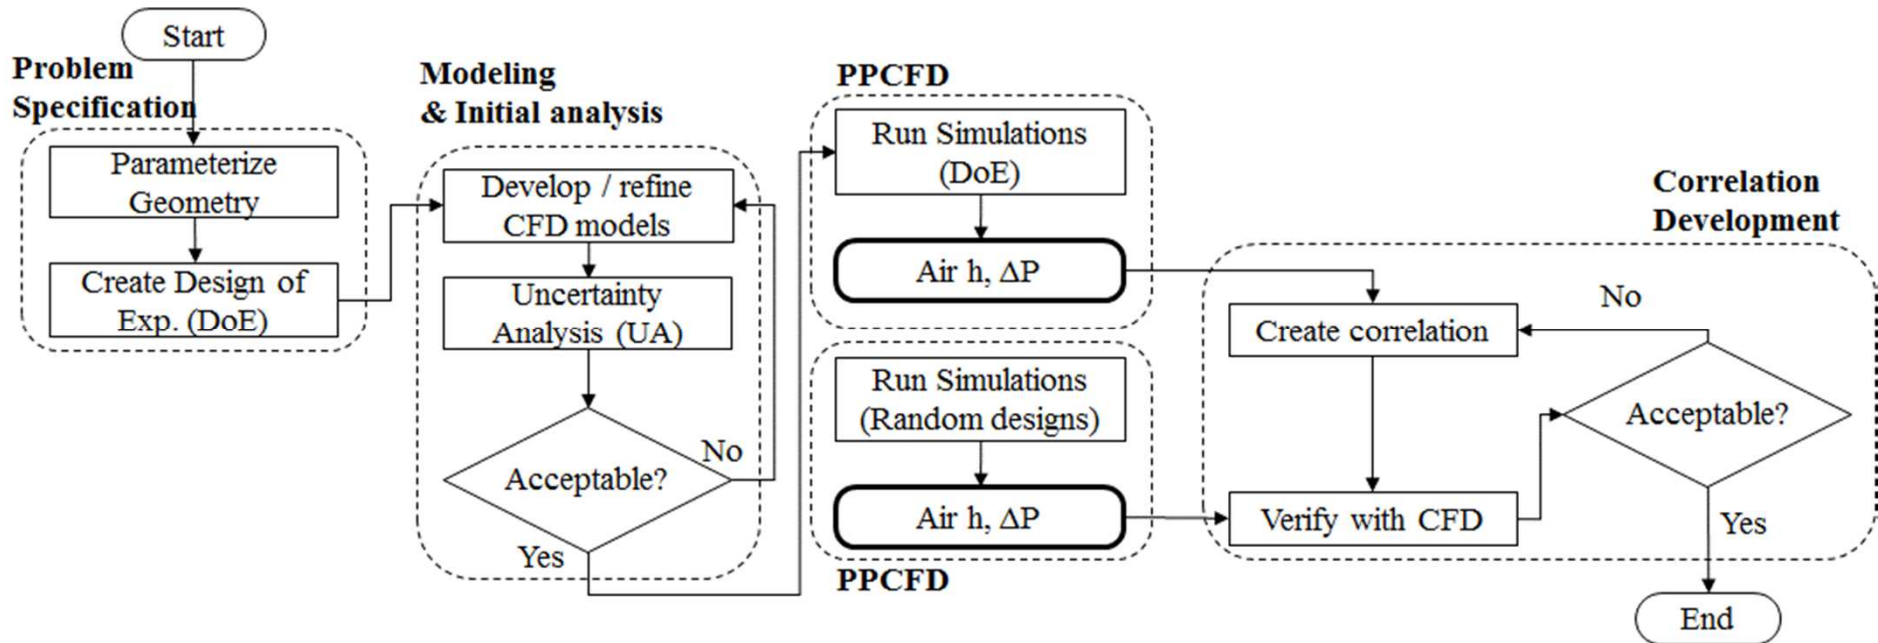 Start
Problem
Specification
Parameterize
Geometry
Create Design of
Exp. (DoE)
Modeling
& Initial analysis
Develop / refine
CFD models
Uncertainty
Analysis (UA)
Acceptable?
No
Yes
PPCFD
Run Simulations
(DoE)
Air h, ΔP
Run Simulations
(Random designs)
Air h, ΔP
PPCFD
Correlation
Development
Create correlation
Verify with CFD
No
Acceptable?
Yes
End